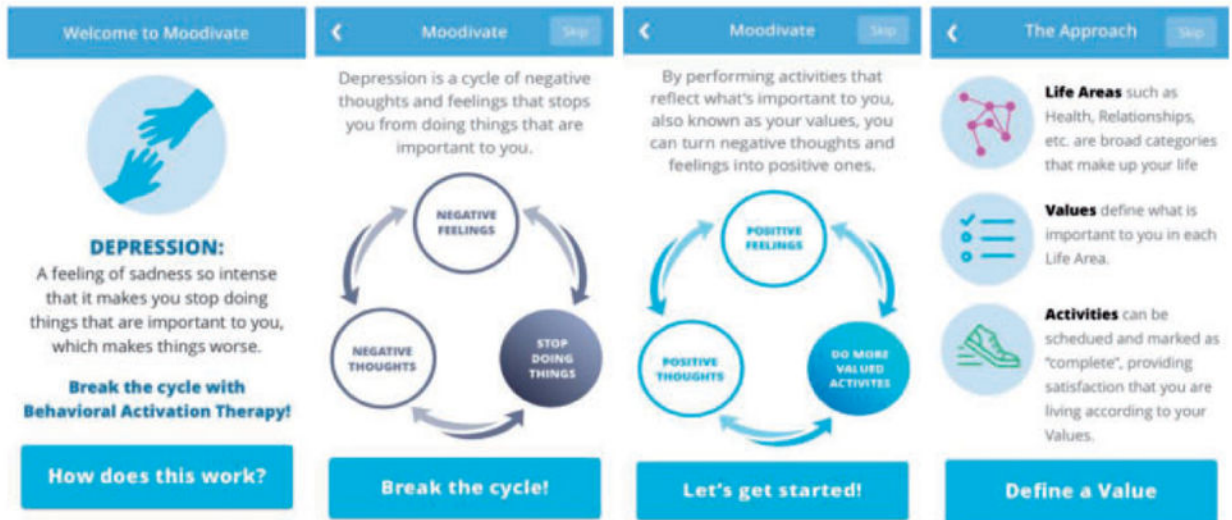 Welcome to Moodivate
DEPRESSION:
A feeling of sadness so intense
that it makes you stop doing
things that are important to you,
which makes things worse.
Break the cycle with
Behavioral Activation Therapy!
How does this work?
Moodivate
Skip
Depression is a cycle of negative
thoughts and feelings that stops
you from doing things that are
important to you.
NEGATIVE
FEELINGS
NEGATIVE
THOUGHTS
STOP
DOING
THINGS
Break the cycle!
Moodivate
Skip
By performing activities that
reflect what's important to you,
also known as your values, you
can turn negative thoughts and
feelings into positive ones.
POSITIVE
FEELINGS
POSITIVE
THOUGHTS
DO MORE
VALUED
ACTIVITES
Let's get started!
The Approach
Skip
Life Areas such as
Health, Relationships,
etc. are broad categories
that make up your life
Values define what is
important to you in each
Life Area.
Activities can be
schedued and marked as
"complete", providing
satisfaction that you are
living according to your
Values.
Define a Value